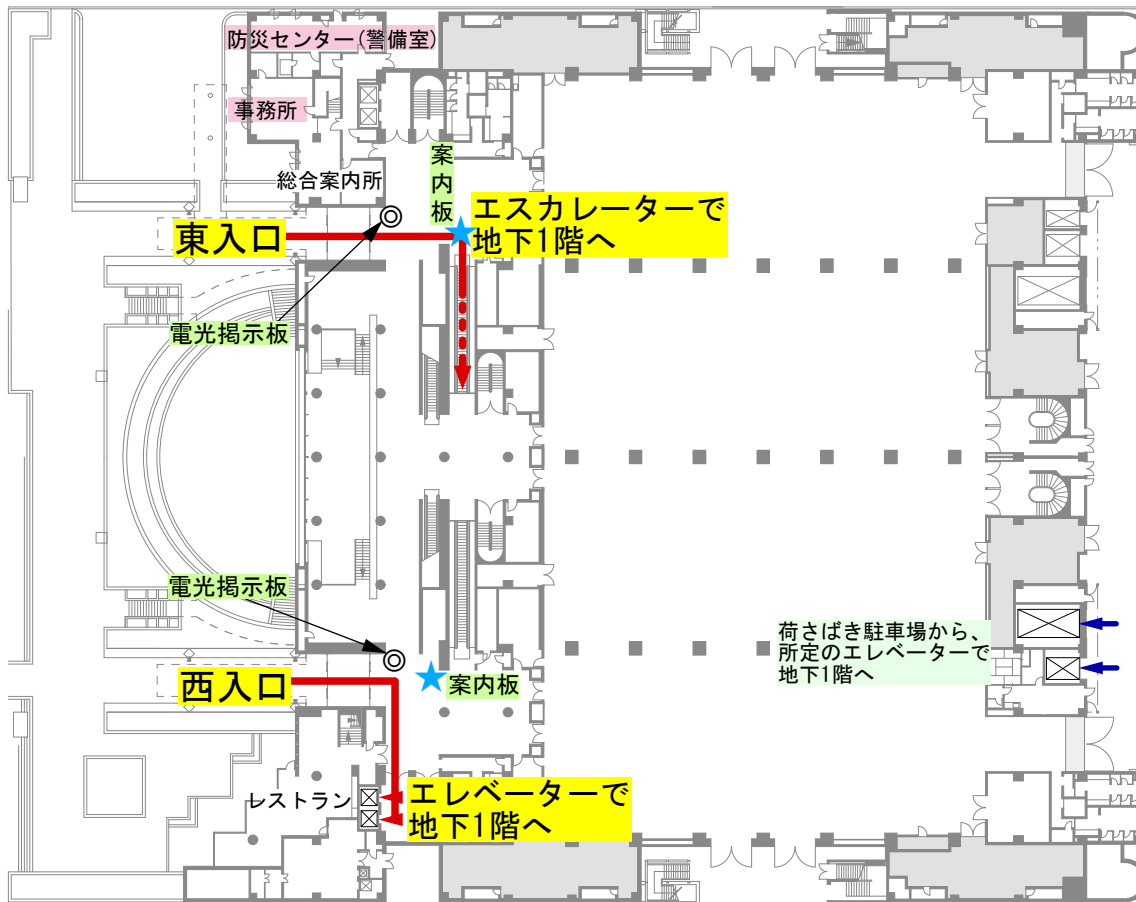 防災センター(警備室)
事務所
案内板
総合案内所
エスカレーターで
地下1階へ
東入口
電光掲示板
電光掲示板
荷さばき駐車場から、
所定のエレベーターで
地下1階へ
西入口
案内板
レストラン
エレベーターで
地下1階へ